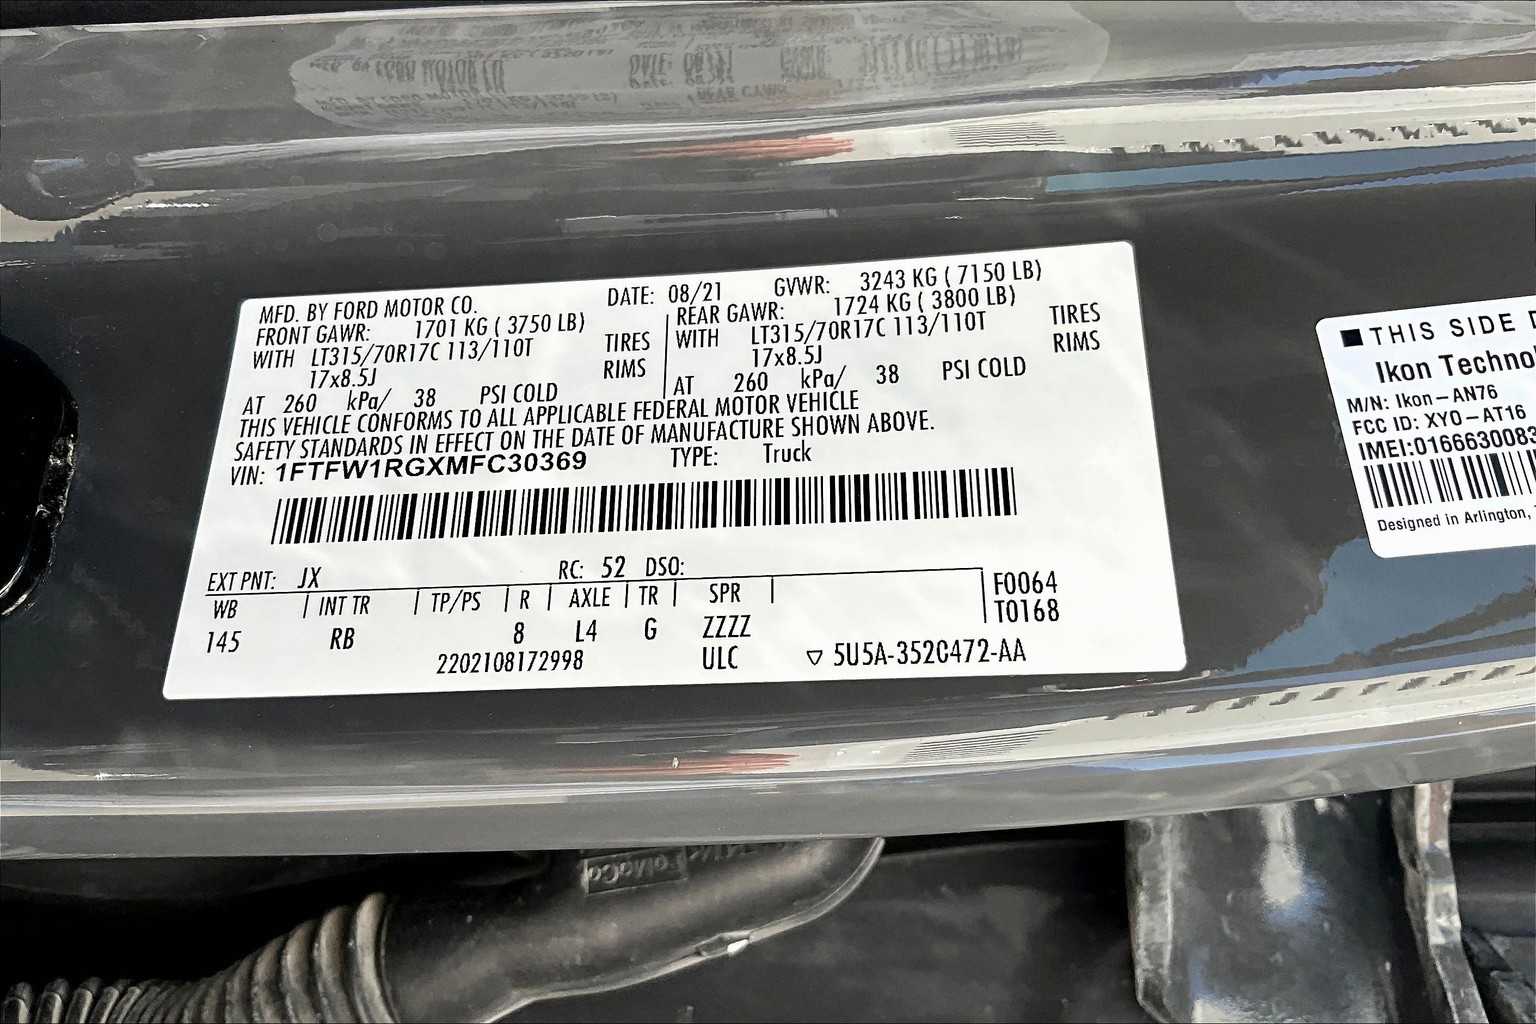 MFD. BY FORD MOTOR CO. DATE: 08/21 GVWR: 3243 KG ( 7150 LB)
FRONT GAWR: 1701 KG ( 3750 LB) REAR GAWR: 1724 KG ( 3800 LB)
WITH LT315/70R17C 113/110T TIRES WITH LT315/70R17C 113/110T TIRES
17x8.5J RIMS 17x8.5J RIMS
AT 260 kPa/ 38 PSI COLD AT 260 kPa/ 38 PSI COLD
THIS VEHICLE CONFORMS TO ALL APPLICABLE FEDERAL MOTOR VEHICLE
SAFETY STANDARDS IN EFFECT ON THE DATE OF MANUFACTURE SHOWN ABOVE.
VIN: 1FTFW1RGXMFC30369 TYPE: Truck
EXT PNT: JX RC: 52 DSO:
WB INT TR TP/PS R AXLE TR SPR F0064
145 RB 8 L4 G ZZZZ T0168
2202108172998 ULC ▽ 5U5A-3520472-AA
THIS SIDE
Ikon
M/N: Ikon-AN76
FCC ID: XYO-AT16
IMEI:0166630083
Designed in Arlington,
FoMoCo